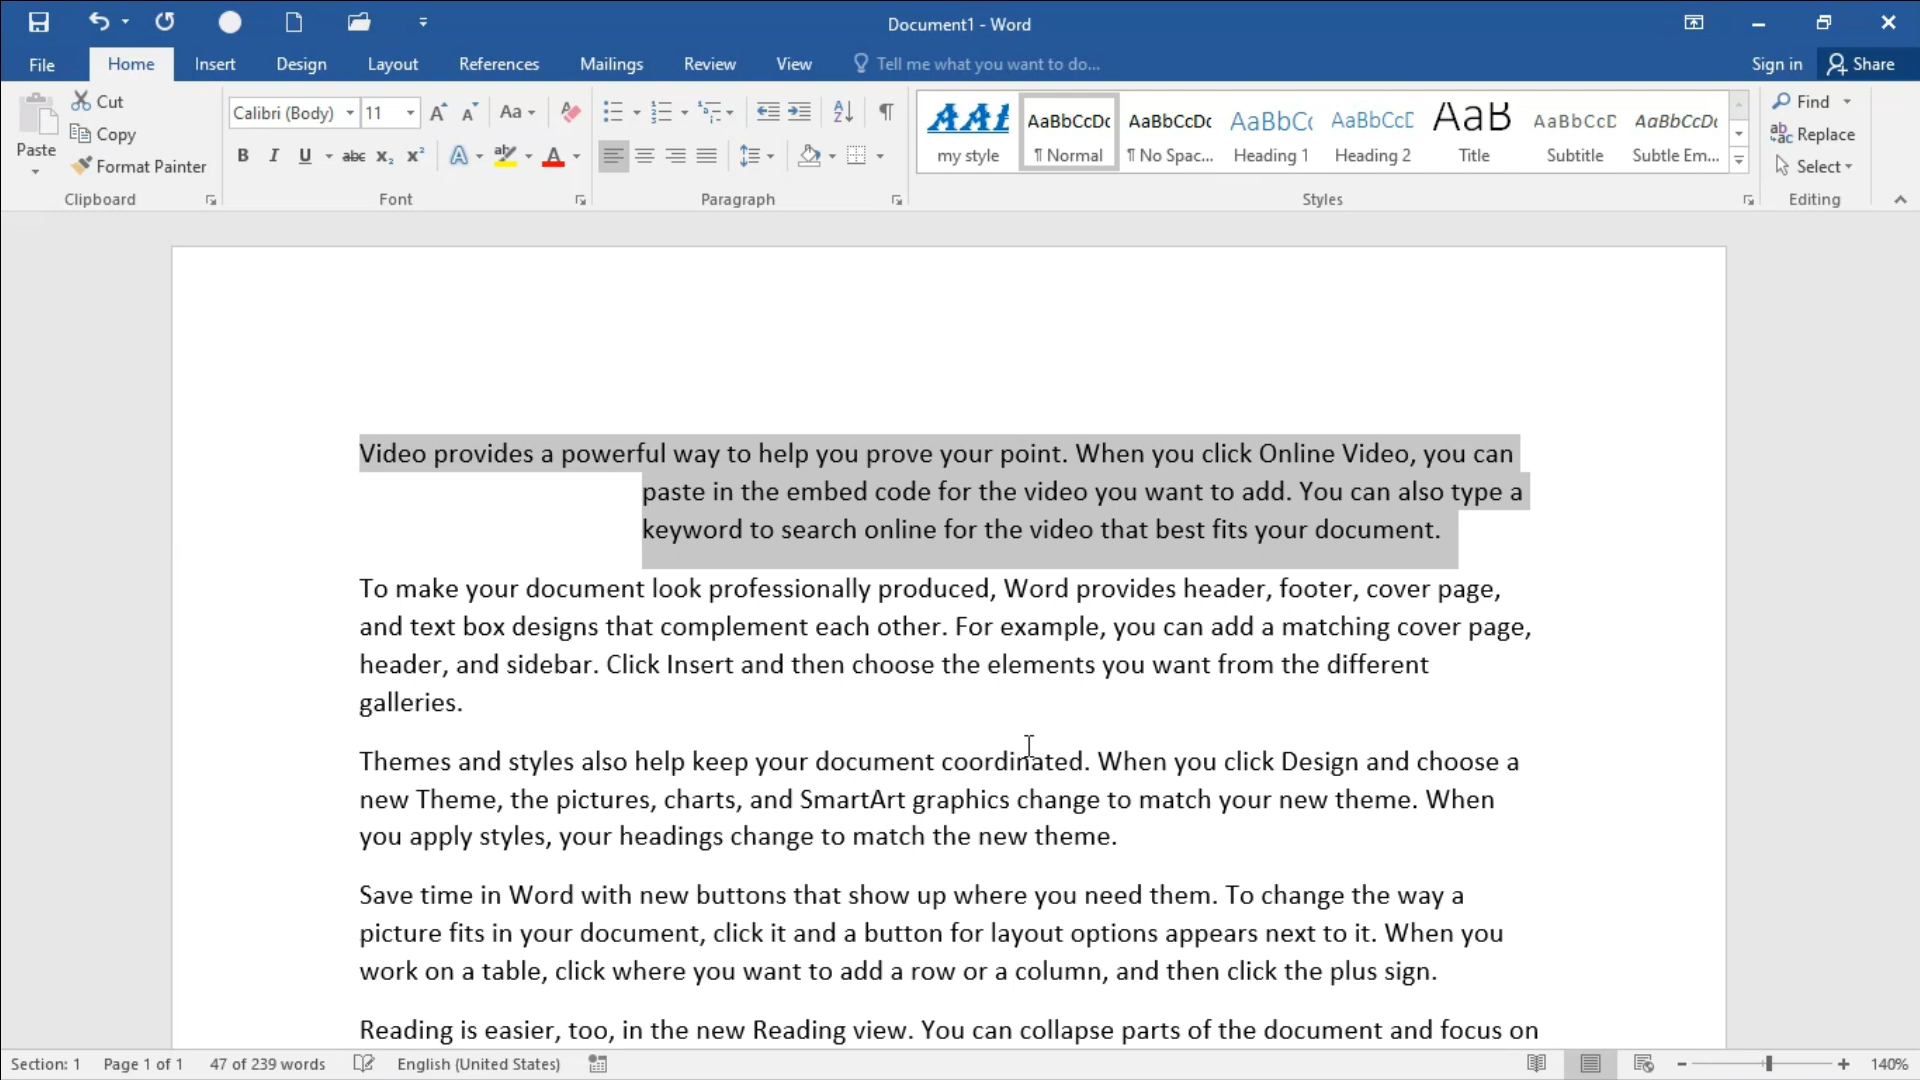 Document1 - Word
File Home Insert Design Layout References Mailings Review View Tell me what you want to do... Sign in Share
Paste
Cut
Copy
Format Painter
Clipboard
Calibri (Body) 11 Aa
B I U abc X₂ X² A ab A
Font
Paragraph
AaBbCcDc AaBbCcDc AaBbCc AaBbCcD AaB AaBbCcD AaBbCcDc
my style ¶ Normal ¶ No Spac... Heading 1 Heading 2 Title Subtitle Subtle Em...
Styles
Find
Replace
Select
Editing
Video provides a powerful way to help you prove your point. When you click Online Video, you can
paste in the embed code for the video you want to add. You can also type a
keyword to search online for the video that best fits your document.
To make your document look professionally produced, Word provides header, footer, cover page,
and text box designs that complement each other. For example, you can add a matching cover page,
header, and sidebar. Click Insert and then choose the elements you want from the different
galleries.
Themes and styles also help keep your document coordinated. When you click Design and choose a
new Theme, the pictures, charts, and SmartArt graphics change to match your new theme. When
you apply styles, your headings change to match the new theme.
Save time in Word with new buttons that show up where you need them. To change the way a
picture fits in your document, click it and a button for layout options appears next to it. When you
work on a table, click where you want to add a row or a column, and then click the plus sign.
Reading is easier, too, in the new Reading view. You can collapse parts of the document and focus on
Section: 1 Page 1 of 1 47 of 239 words English (United States) 140%